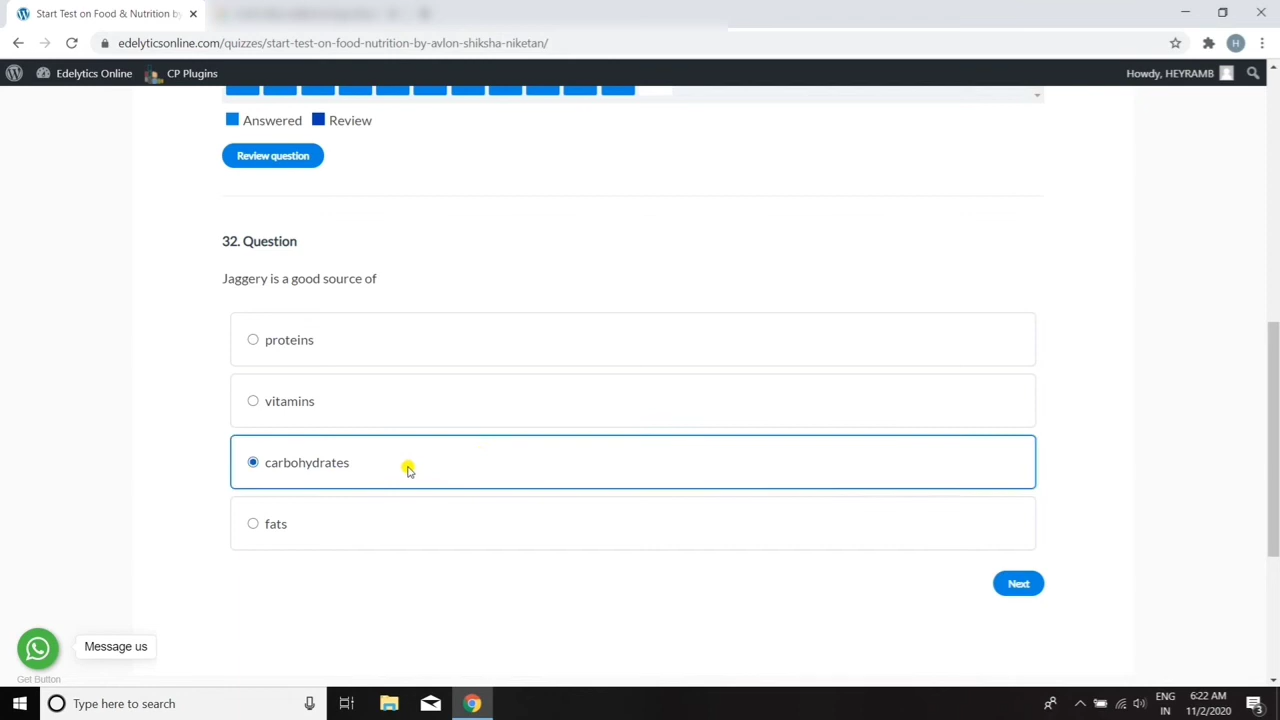 Start Test on Food & Nutrition by
edelyticsonline.com/quizzes/start-test-on-food-nutrition-by-avlon-shiksha-niketan/
H
Edelytics Online
CP Plugins
Howdy, HEYRAMB
Answered
Review
Review question
32. Question
Jaggery is a good source of
proteins
vitamins
carbohydrates
fats
Next
Message us
Get Button
Type here to search
ENG
IN
6:22 AM
11/2/2020
3